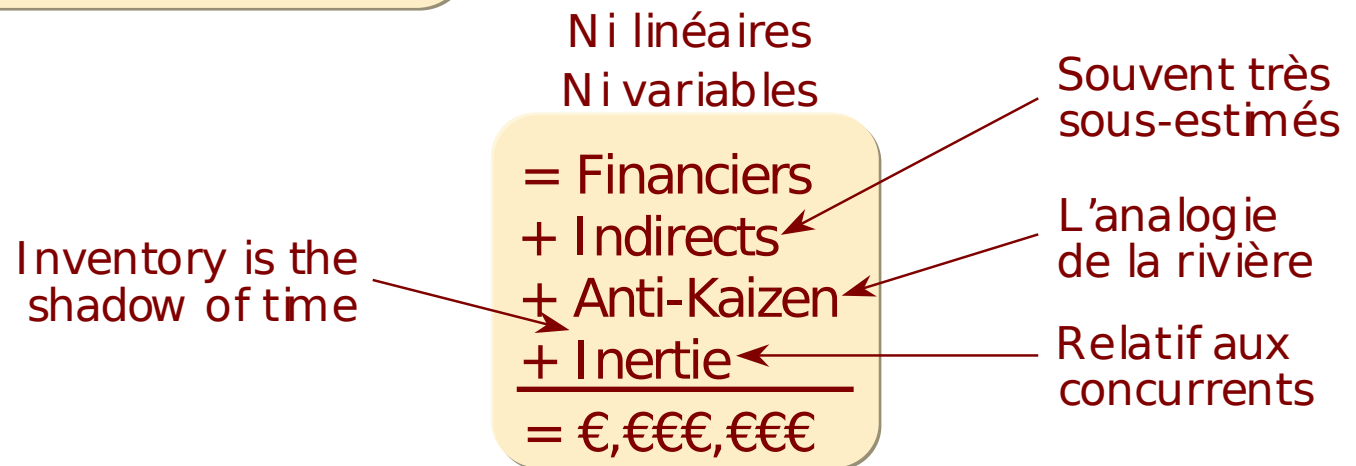 Ni linéaires
Ni variables
Souvent très
sous-estimés
= Financiers
+ Indirects
L'analogie
de la rivière
Inventory is the
shadow of time
+ Anti-Kaizen
+ Inertie
Relatif aux
concurrents
= €,€€€,€€€